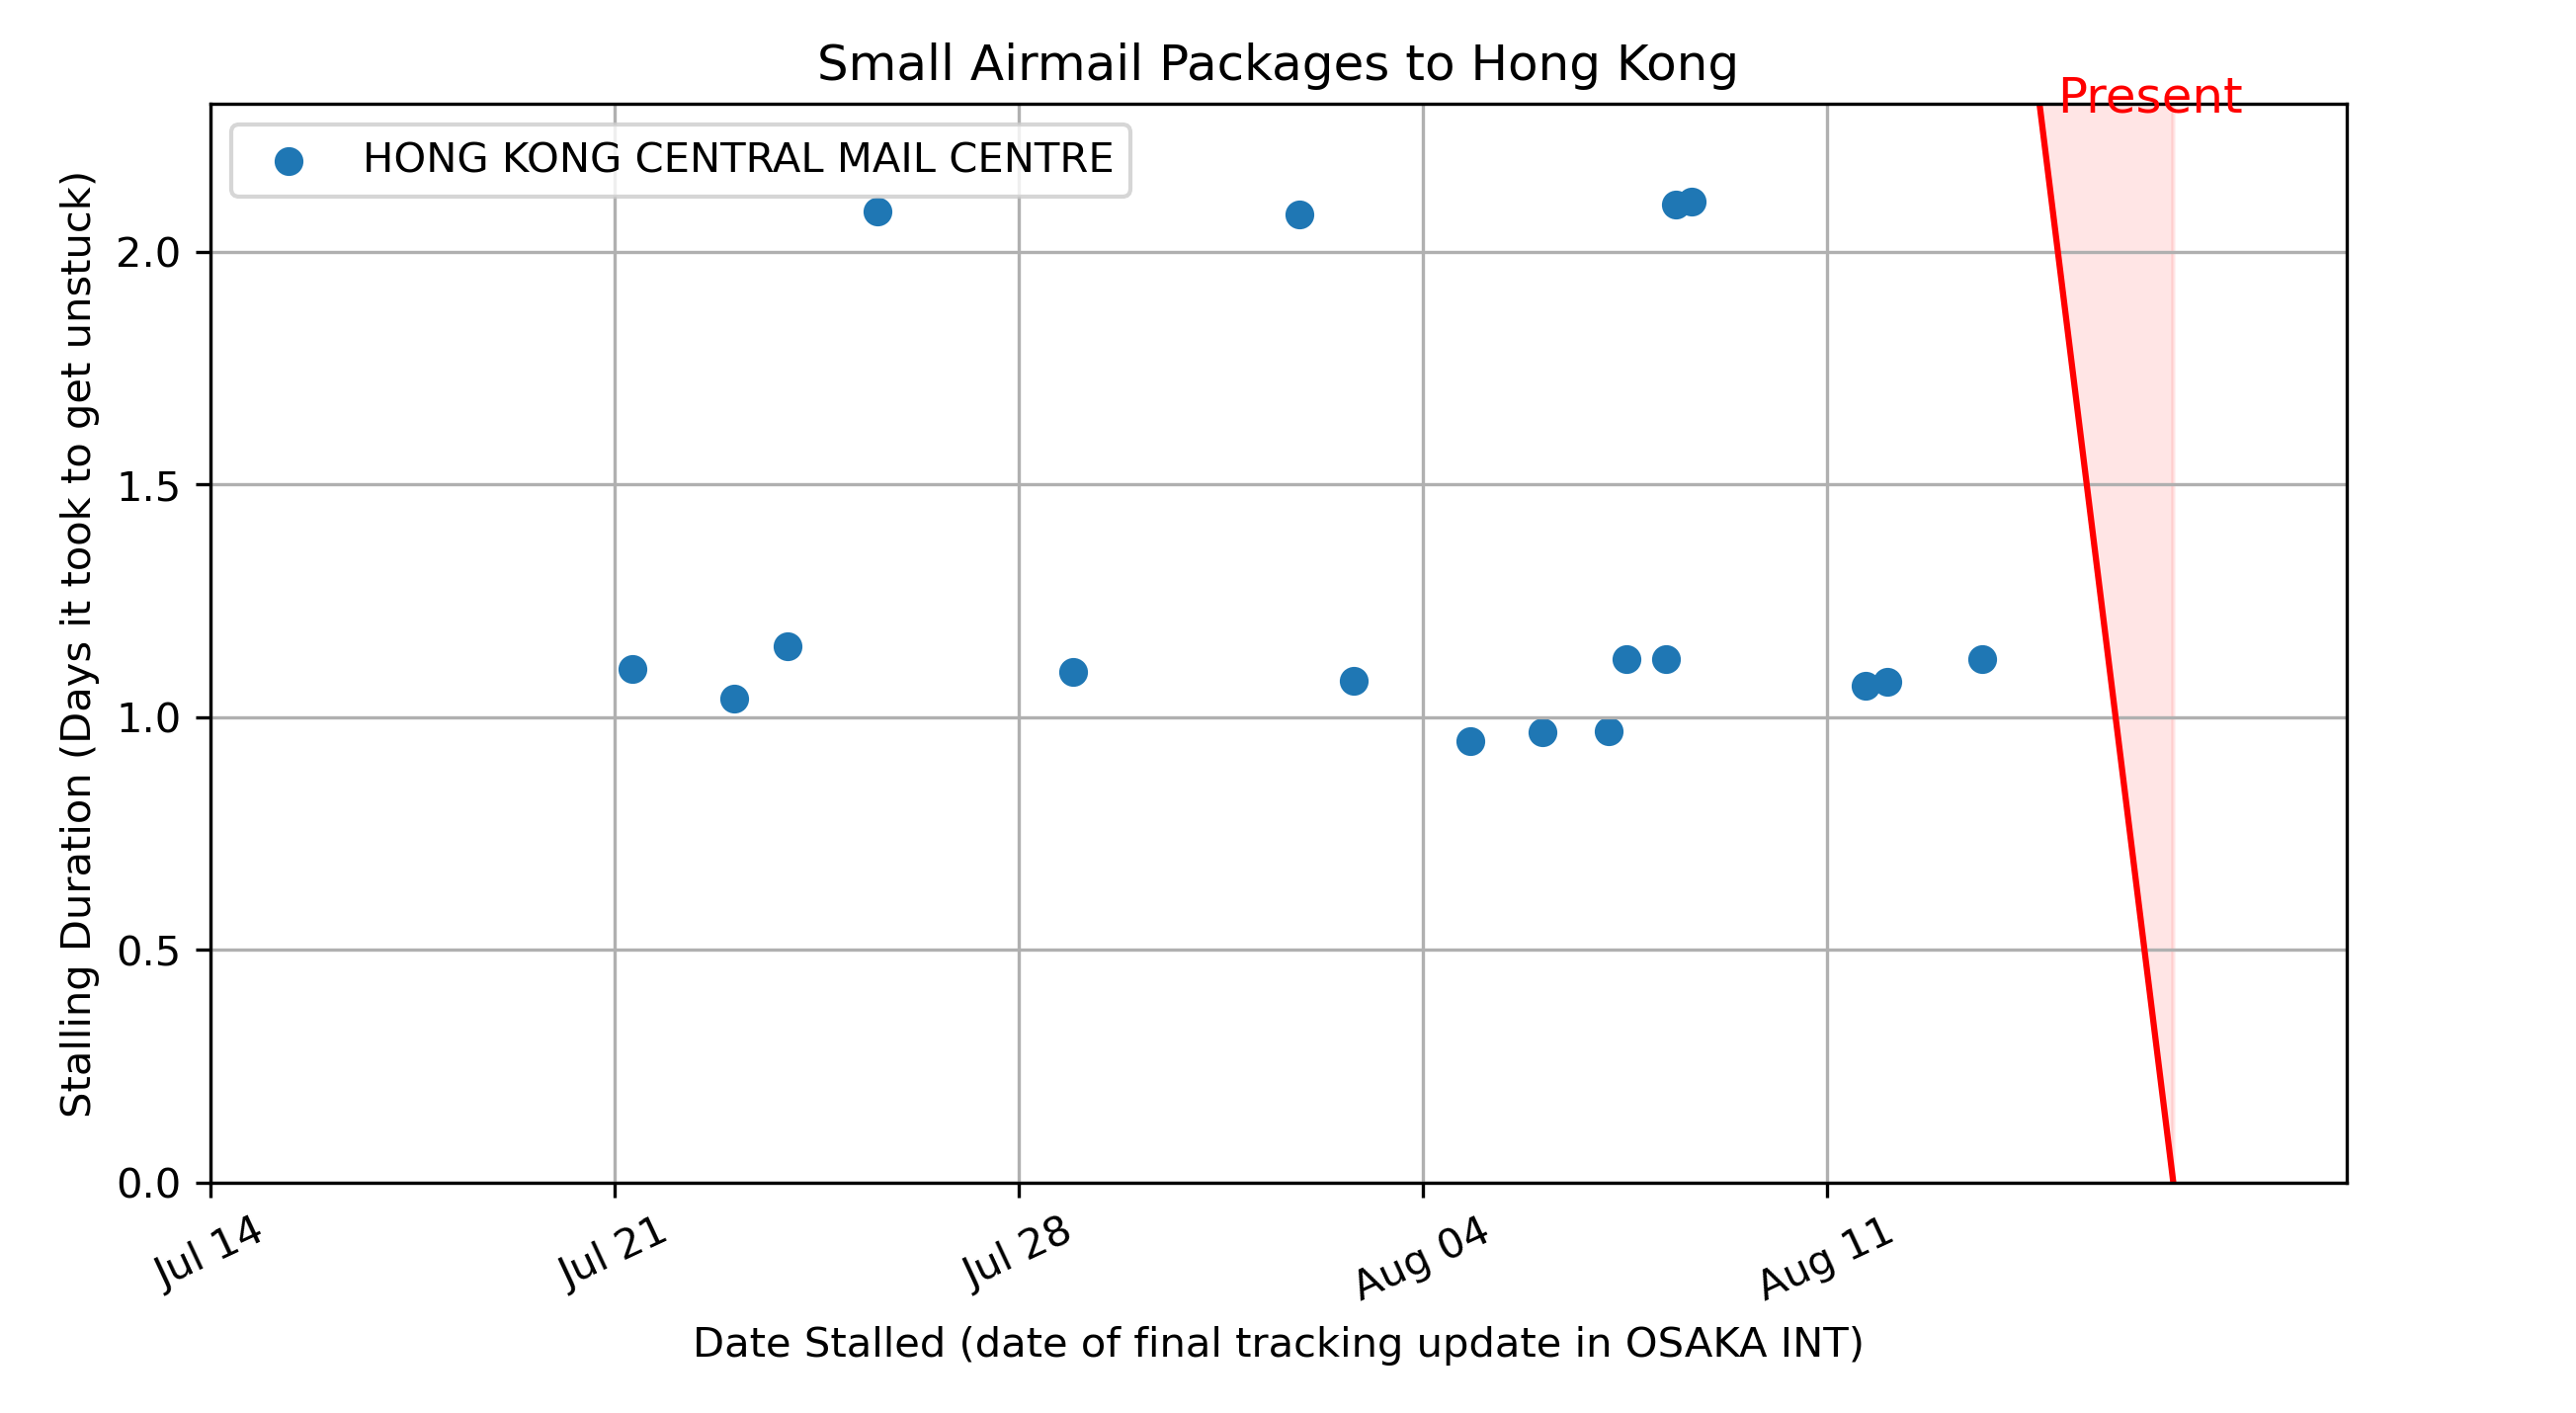 Small Airmail Packages to Hong Kong
Present
HONG KONG CENTRAL MAIL CENTRE
Stalling Duration (Days it took to get unstuck)
2.0
1.5
1.0
0.5
0.0
Jul 14
Jul 21
Jul 28
Aug 04
Aug 11
Date Stalled (date of final tracking update in OSAKA INT)